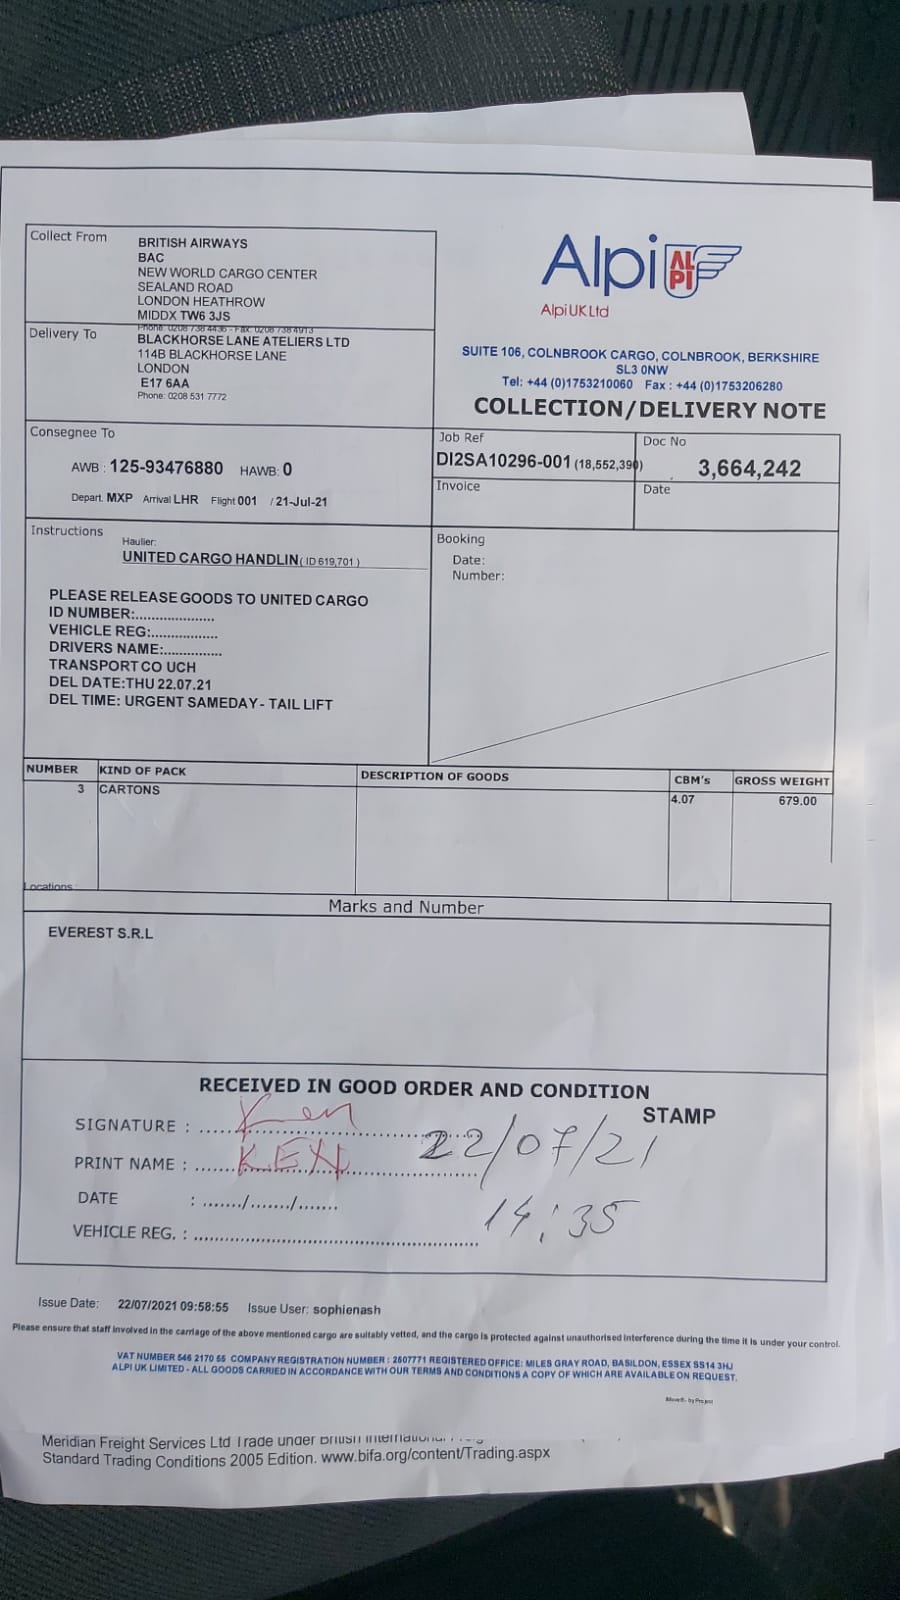 Collect From
BRITISH AIRWAYS
BAC
NEW WORLD CARGO CENTER
SEALAND ROAD
LONDON HEATHROW
MIDDX TW6 3JS
Phone: 0208 738 4436 - Fax: 0208 738 4913
Delivery To
BLACKHORSE LANE ATELIERS LTD
114B BLACKHORSE LANE
LONDON
E17 6AA
Phone: 0208 531 7772
Alpi ALPI
Alpi UK Ltd
SUITE 106, COLNBROOK CARGO, COLNBROOK, BERKSHIRE
SL3 0NW
Tel: +44 (0)1753210060 Fax : +44 (0)1753206280
COLLECTION/DELIVERY NOTE
Consegnee To
AWB : 125-93476880 HAWB: 0
Depart. MXP Arrival LHR Flight 001 / 21-Jul-21
Job Ref
DI2SA10296-001 (18,552,390)
Doc No
3,664,242
Invoice
Date
Instructions
Haulier:
UNITED CARGO HANDLIN ( ID 619,701 )
PLEASE RELEASE GOODS TO UNITED CARGO
ID NUMBER:....................
VEHICLE REG:.................
DRIVERS NAME:...............
TRANSPORT CO UCH
DEL DATE:THU 22.07.21
DEL TIME: URGENT SAMEDAY - TAIL LIFT
Booking
Date:
Number:
NUMBER KIND OF PACK DESCRIPTION OF GOODS CBM's GROSS WEIGHT
3 CARTONS 4.07 679.00
Locations
Marks and Number
EVEREST S.R.L
RECEIVED IN GOOD ORDER AND CONDITION
STAMP
SIGNATURE : Ken
PRINT NAME : KEN
22/07/21
DATE : ......./......./.......
14:35
VEHICLE REG. : ..................................................
Issue Date: 22/07/2021 09:58:55 Issue User: sophienash
Please ensure that staff involved in the carriage of the above mentioned cargo are suitably vetted, and the cargo is protected against unauthorised interference during the time it is under your control.
VAT NUMBER 546 2170 55 COMPANY REGISTRATION NUMBER : 2507771 REGISTERED OFFICE: MILES GRAY ROAD, BASILDON, ESSEX SS14 3HJ
ALPI UK LIMITED - ALL GOODS CARRIED IN ACCORDANCE WITH OUR TERMS AND CONDITIONS A COPY OF WHICH ARE AVAILABLE ON REQUEST.
Meridian Freight Services Ltd Trade under British International
Standard Trading Conditions 2005 Edition. www.bifa.org/content/Trading.aspx